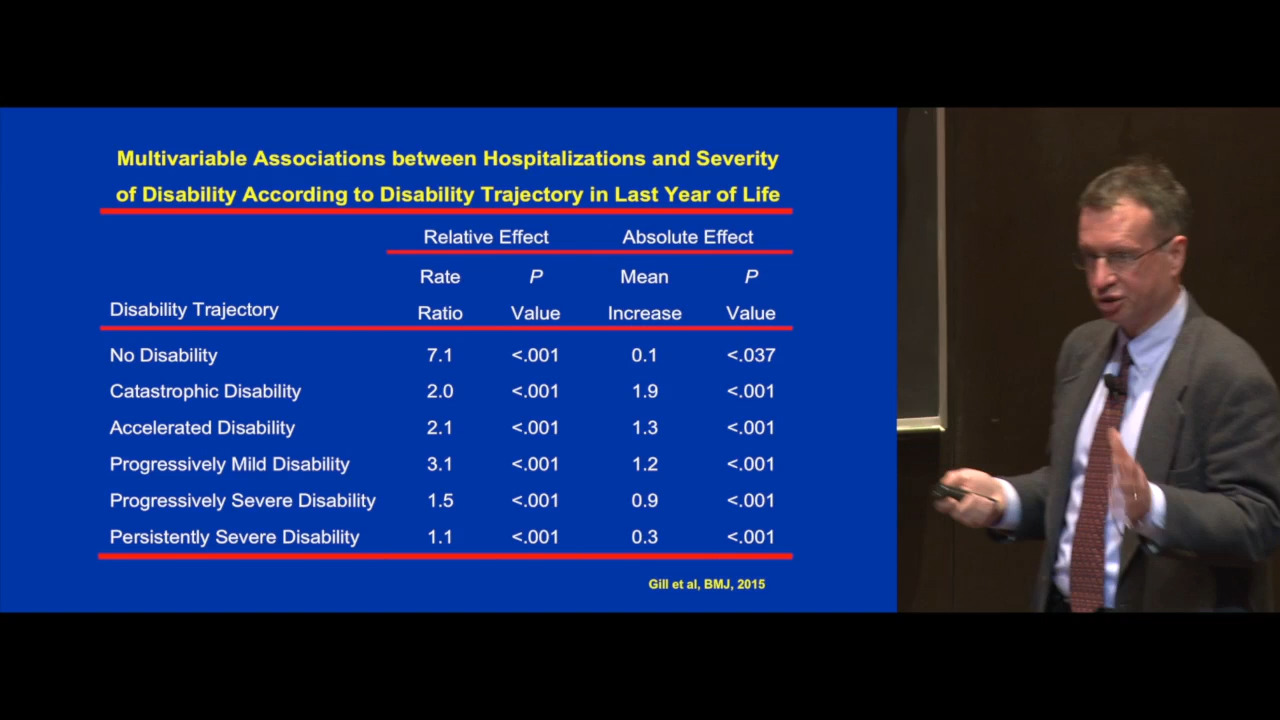 Multivariable Associations between Hospitalizations and Severity
of Disability According to Disability Trajectory in Last Year of Life
Relative Effect Absolute Effect
Rate P Mean P
Disability Trajectory Ratio Value Increase Value
No Disability 7.1 <.001 0.1 <.037
Catastrophic Disability 2.0 <.001 1.9 <.001
Accelerated Disability 2.1 <.001 1.3 <.001
Progressively Mild Disability 3.1 <.001 1.2 <.001
Progressively Severe Disability 1.5 <.001 0.9 <.001
Persistently Severe Disability 1.1 <.001 0.3 <.001
Gill et al, BMJ, 2015